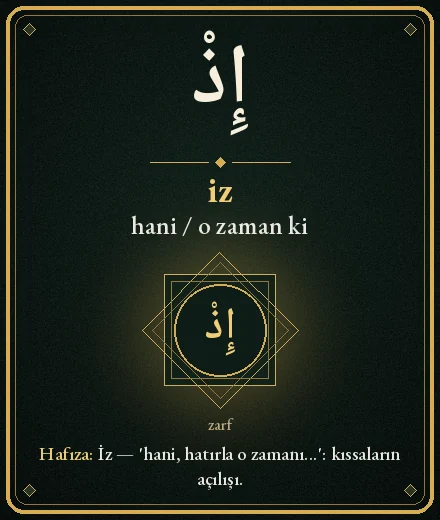 إِذْ
iz
hani / o zaman ki
إِذْ
zarf
Hafıza: İz — 'hani, hatırla o zamanı...': kıssaların
açılışı.